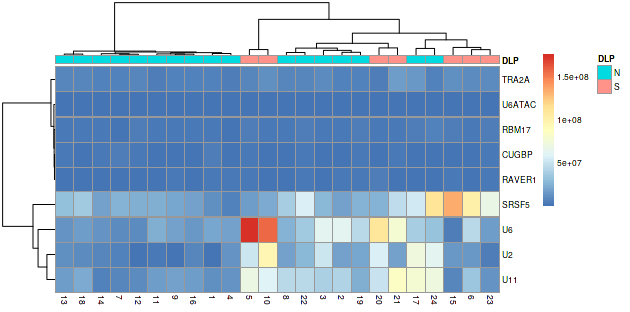 DLP
TRA2A
U6ATAC
RBM17
CUGBP
RAVER1
SRSF5
U6
U2
U11
13 18 14 7 12 11 9 16 1 4 5 10 8 22 3 2 19 20 21 17 24 15 6 23
1.5e+08
1e+08
5e+07
DLP
N
S